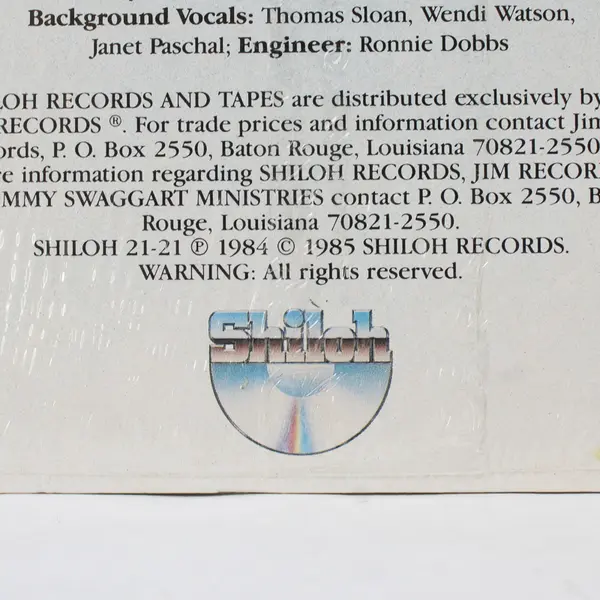 Background Vocals: Thomas Sloan, Wendi Watson,
Janet Paschal; Engineer: Ronnie Dobbs
LOH RECORDS AND TAPES are distributed exclusively by
RECORDS ®. For trade prices and information contact Jim
ords, P. O. Box 2550, Baton Rouge, Louisiana 70821-2550
re information regarding SHILOH RECORDS, JIM RECOR
MMY SWAGGART MINISTRIES contact P. O. Box 2550, B
Rouge, Louisiana 70821-2550.
SHILOH 21-21 ℗ 1984 © 1985 SHILOH RECORDS.
WARNING: All rights reserved.
Shiloh